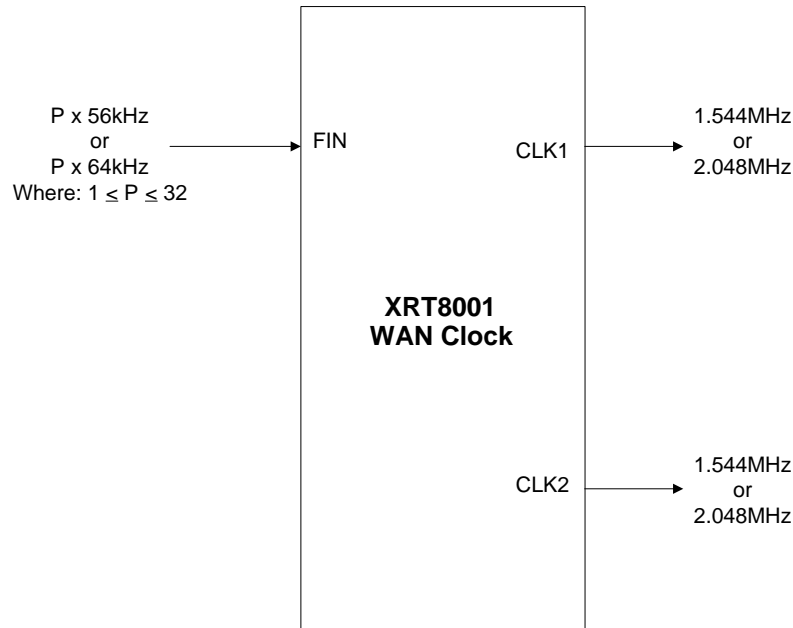 P x 56kHz
or
P x 64kHz
Where: 1 ≤ P ≤ 32
FIN
CLK1
1.544MHz
or
2.048MHz
XRT8001
WAN Clock
CLK2
1.544MHz
or
2.048MHz